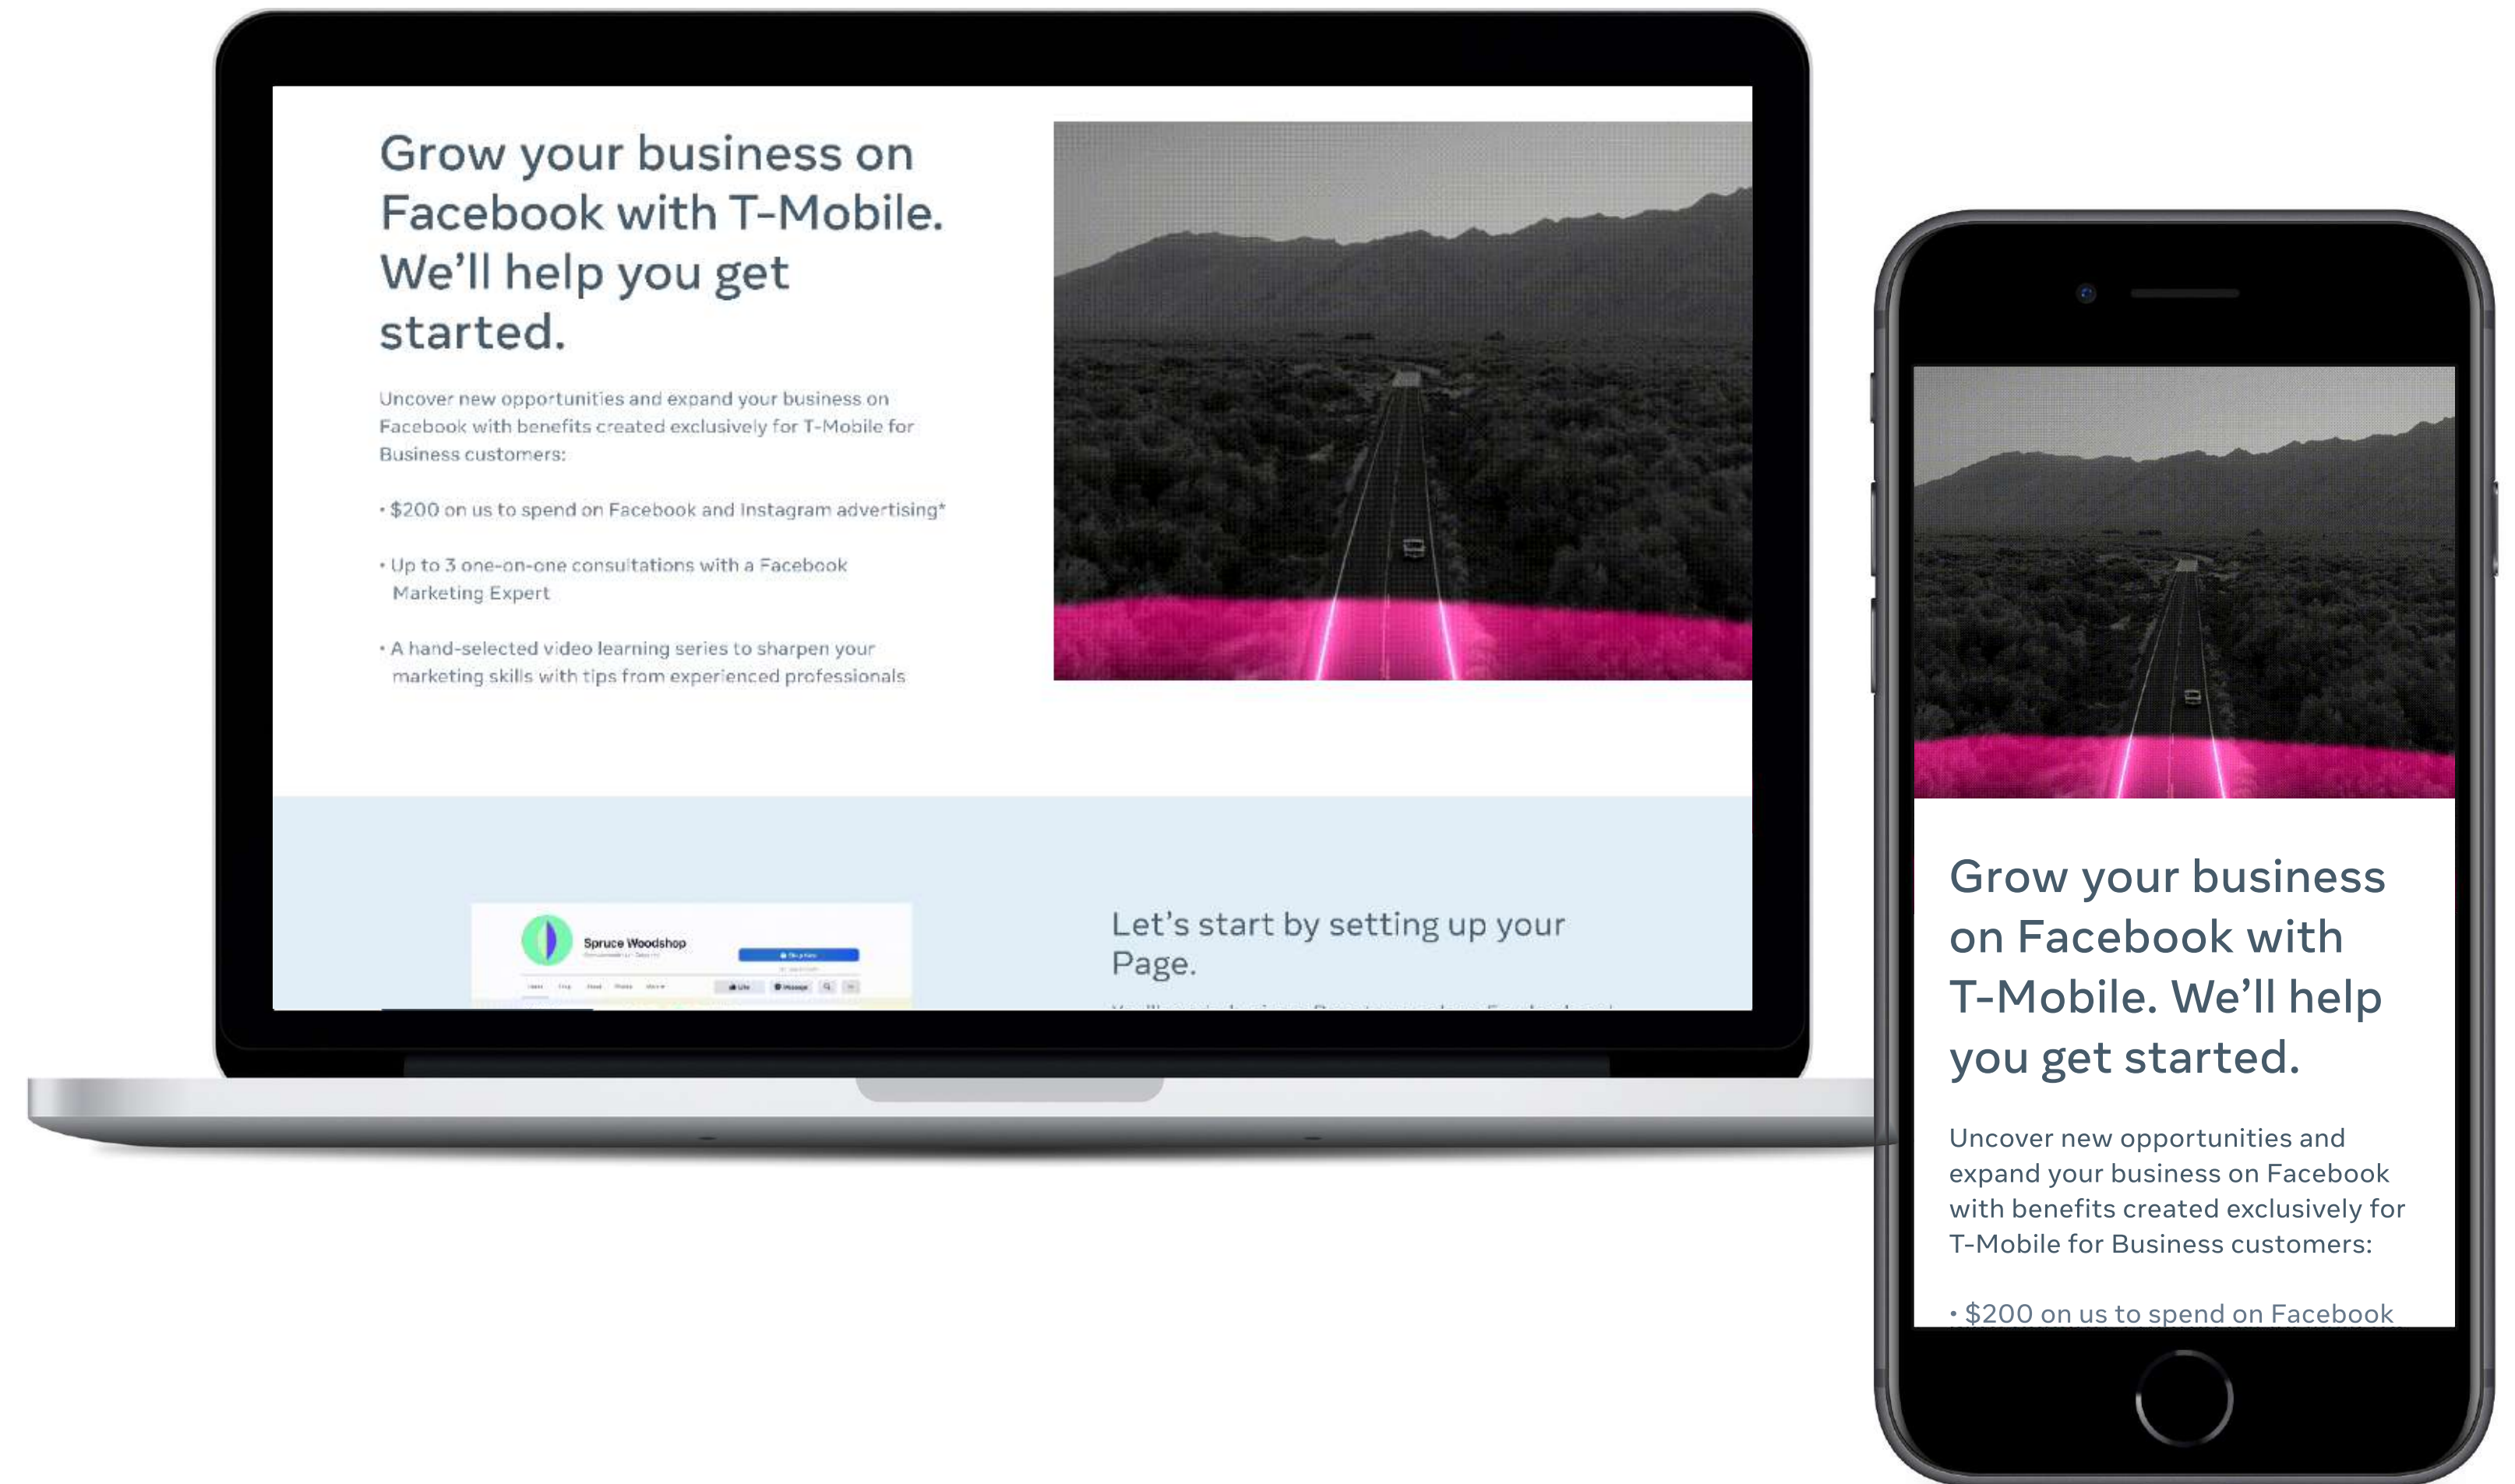 Grow your business on
Facebook with T-Mobile.
We'll help you get
started.
Uncover new opportunities and expand your business on
Facebook with benefits created exclusively for T-Mobile for
Business customers:
• $200 on us to spend on Facebook and Instagram advertising*
• Up to 3 one-on-one consultations with a Facebook
Marketing Expert
• A hand-selected video learning series to sharpen your
marketing skills with tips from experienced professionals
Spruce Woodshop
Like Message
Let's start by setting up your
Page.
Grow your business
on Facebook with
T-Mobile. We'll help
you get started.
Uncover new opportunities and
expand your business on Facebook
with benefits created exclusively for
T-Mobile for Business customers:
• $200 on us to spend on Facebook